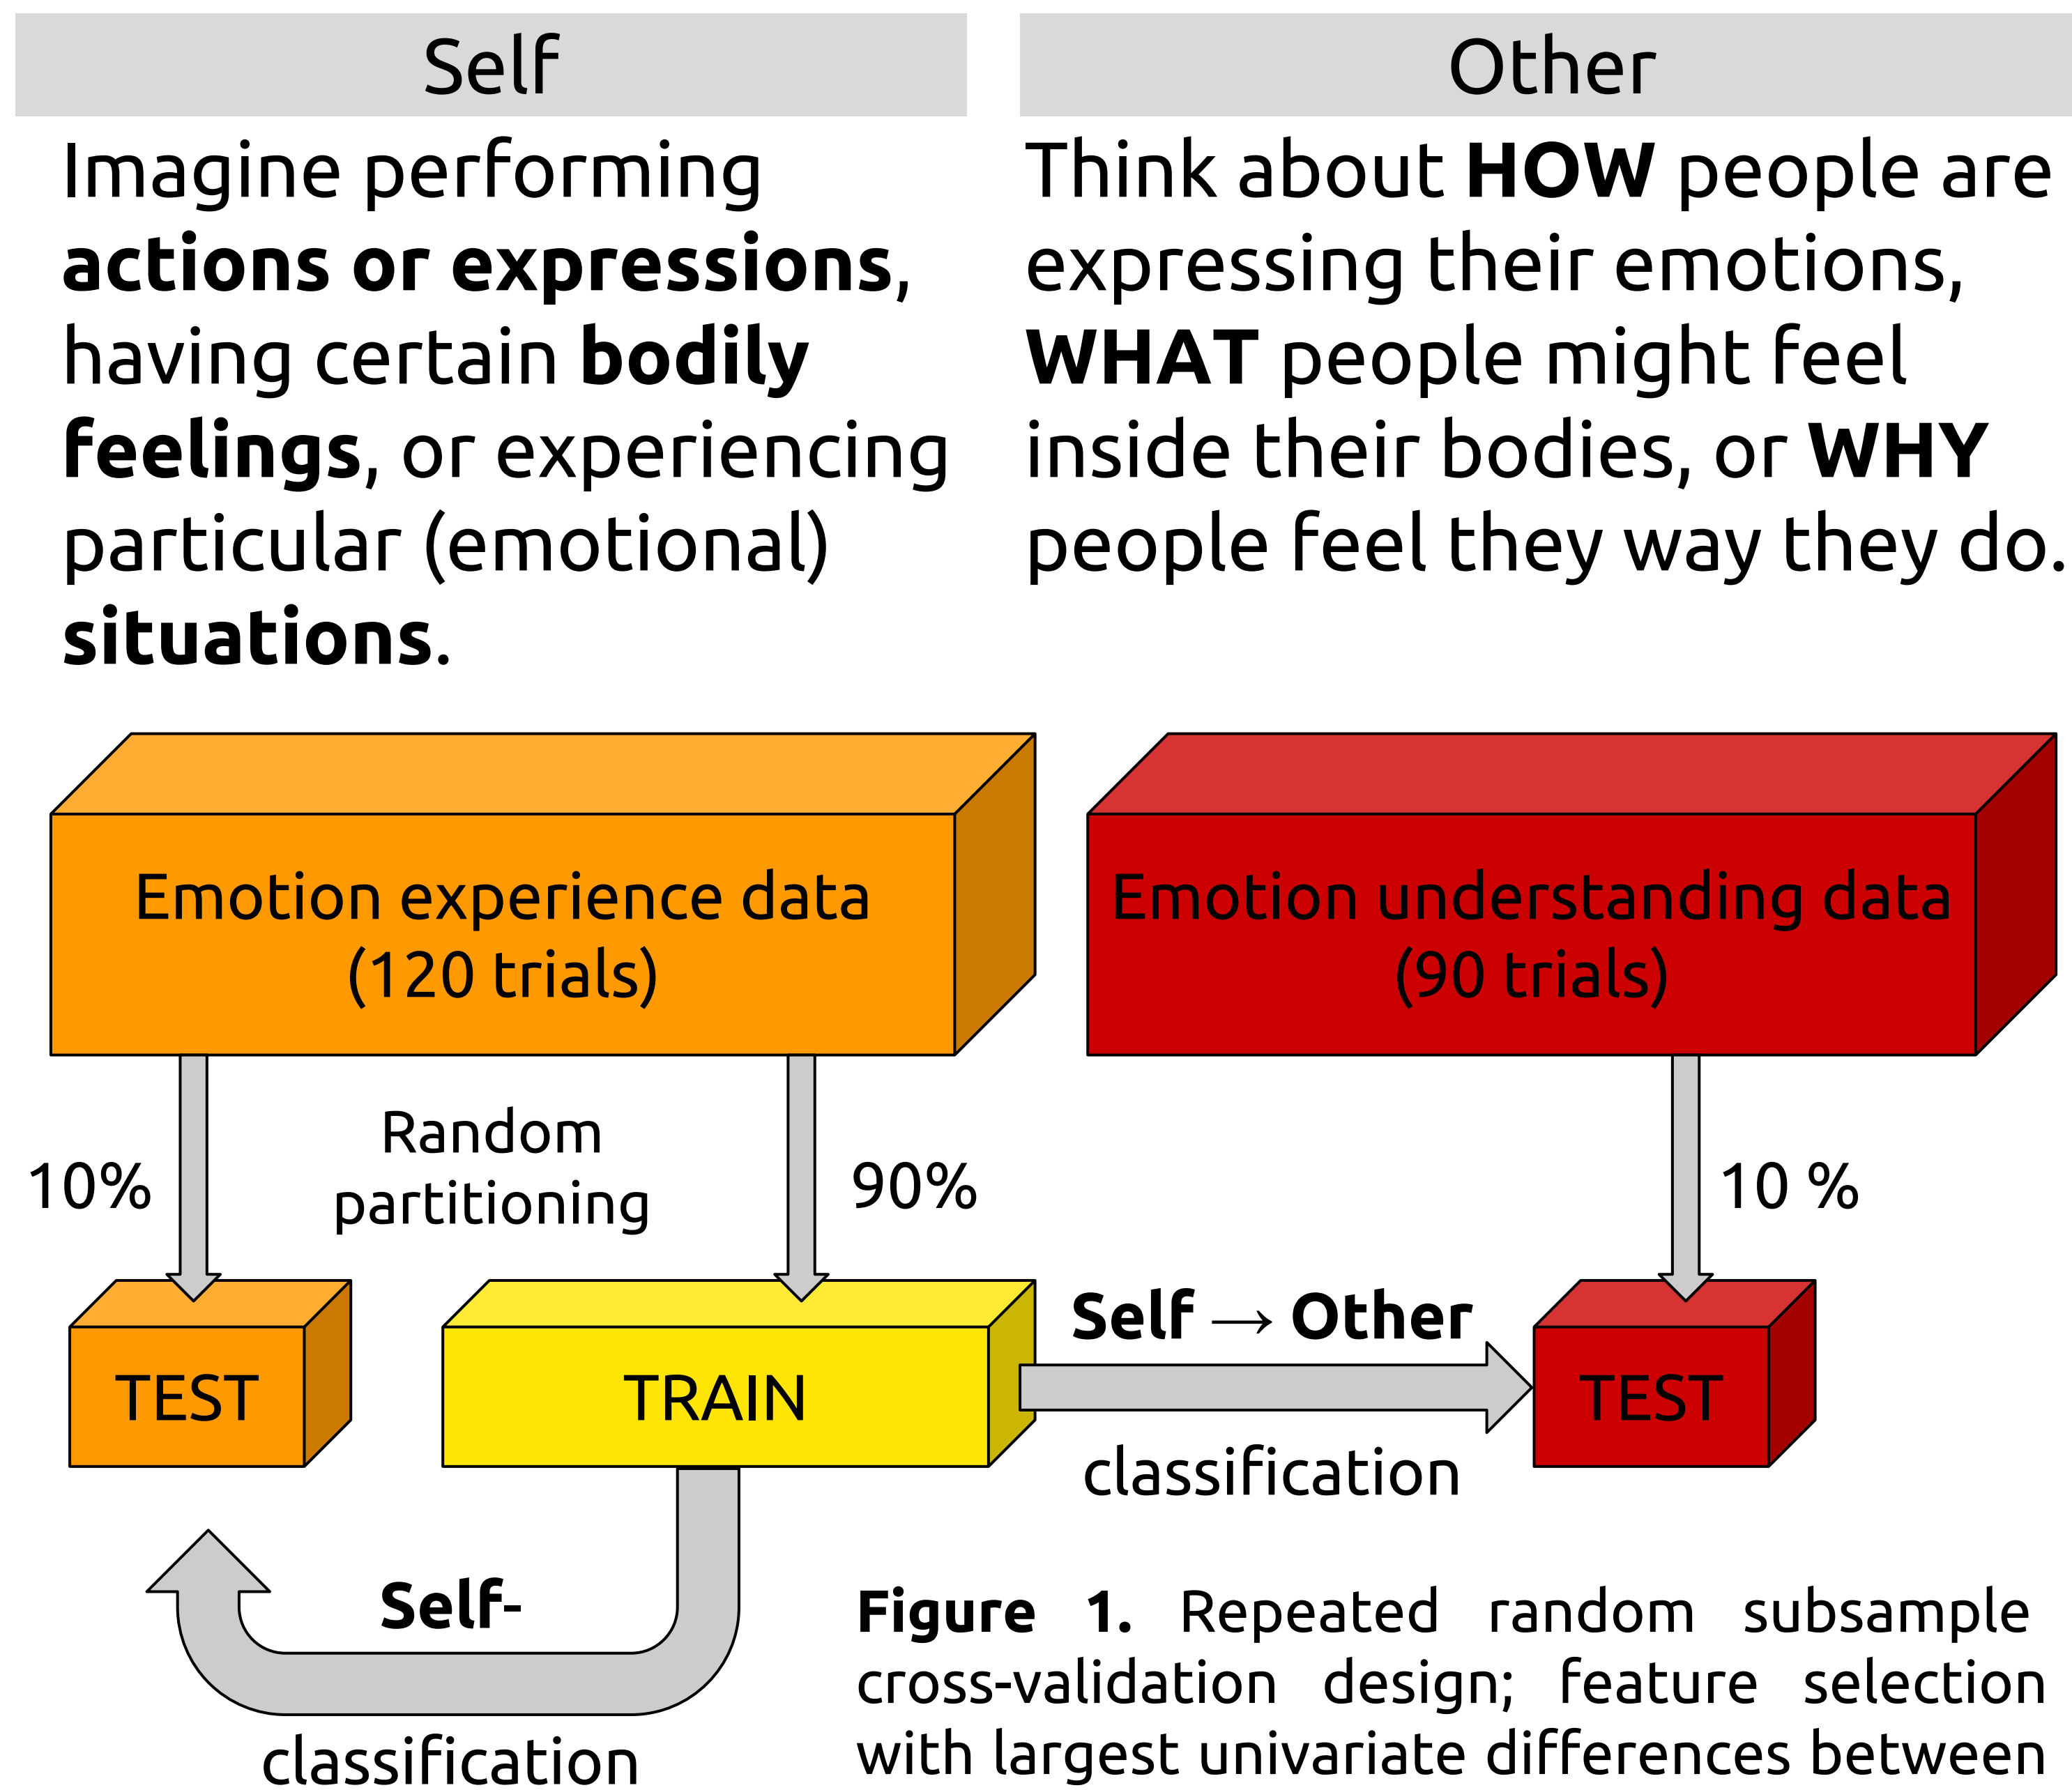 Self
Imagine performing
actions or expressions,
having certain bodily
feelings, or experiencing
particular (emotional)
situations.
Other
Think about HOW people are
expressing their emotions,
WHAT people might feel
inside their bodies, or WHY
people feel they way they do.
Emotion experience data
(120 trials)
Emotion understanding data
(90 trials)
10%
Random
partitioning
90%
10 %
TEST
TRAIN
Self → Other
classification
TEST
Self-
classification
Figure 1. Repeated random subsample
cross-validation design; feature selection
with largest univariate differences between